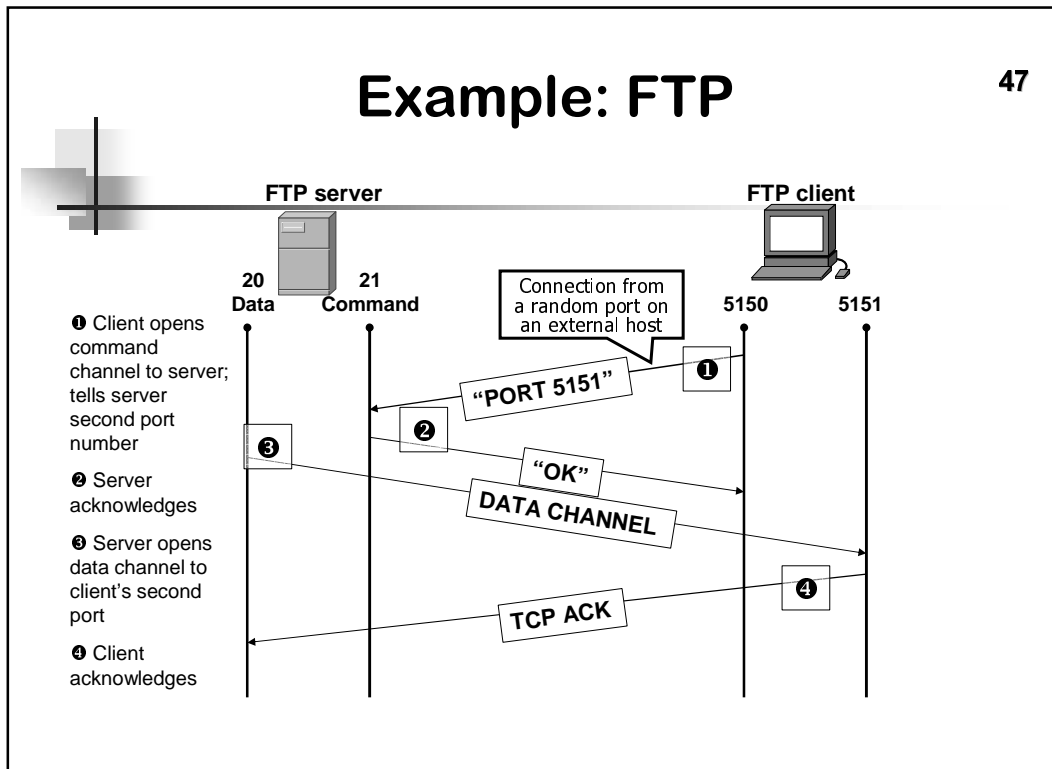 Example: FTP
47
FTP server
FTP client
20
Data
21
Command
Connection from
a random port on
an external host
5150
5151
❶ Client opens
command
channel to server;
tells server
second port
number
❷ Server
acknowledges
❸ Server opens
data channel to
client’s second
port
❹ Client
acknowledges
❶
“PORT 5151”
❷
❸
“OK”
DATA CHANNEL
❹
TCP ACK